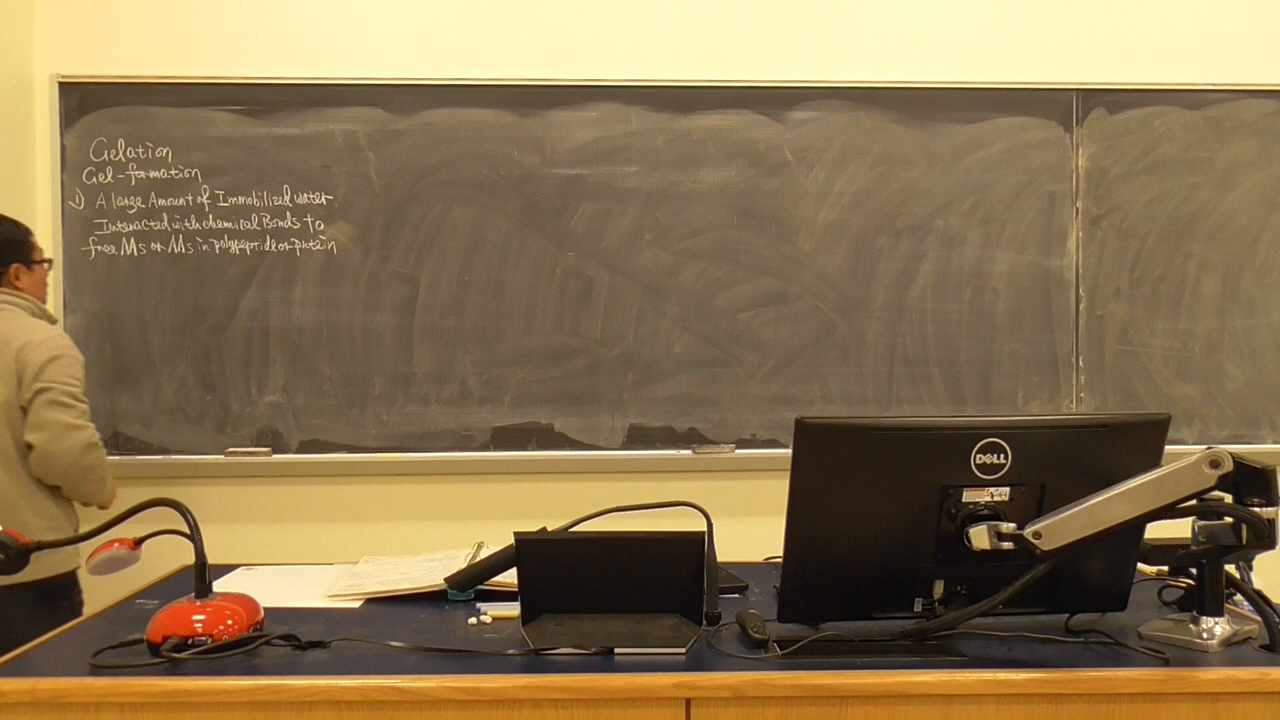 Gelation
Gel-formation
1) A large Amount of Immobilized water
Interacted with chemical Bonds to
free AAs or AAs in polypeptide or protein
DELL